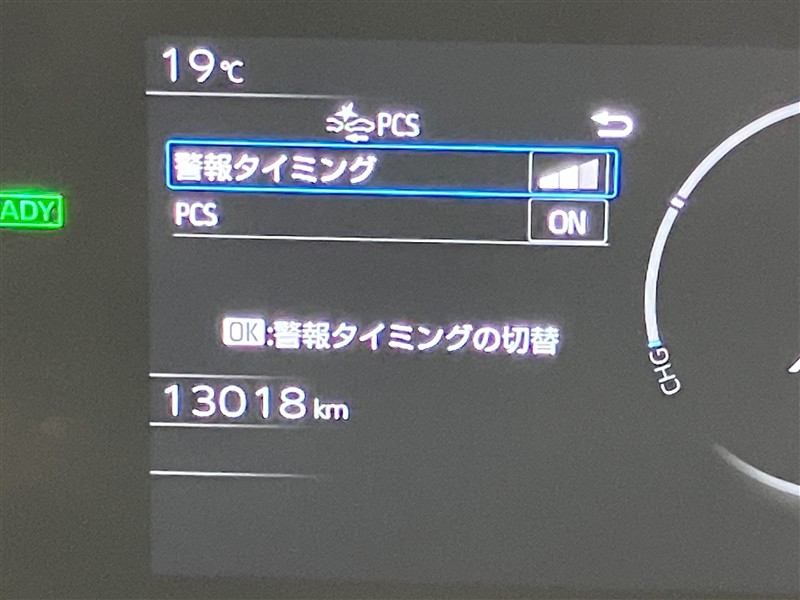 19℃
PCS
警報タイミング
ADY
PCS ON
OK:警報タイミングの切替
CHG
13018km